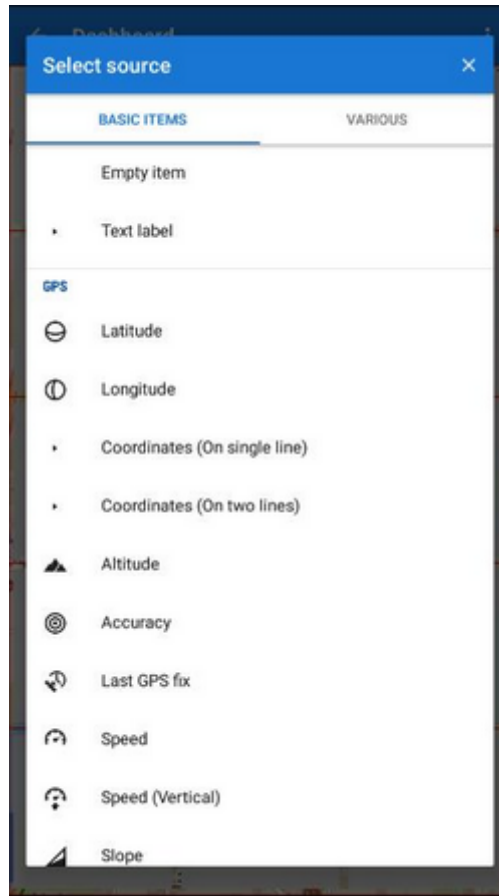 Dashboard
Select source
BASIC ITEMS
VARIOUS
Empty item
Text label
GPS
Latitude
Longitude
Coordinates (On single line)
Coordinates (On two lines)
Altitude
Accuracy
Last GPS fix
Speed
Speed (Vertical)
Slope